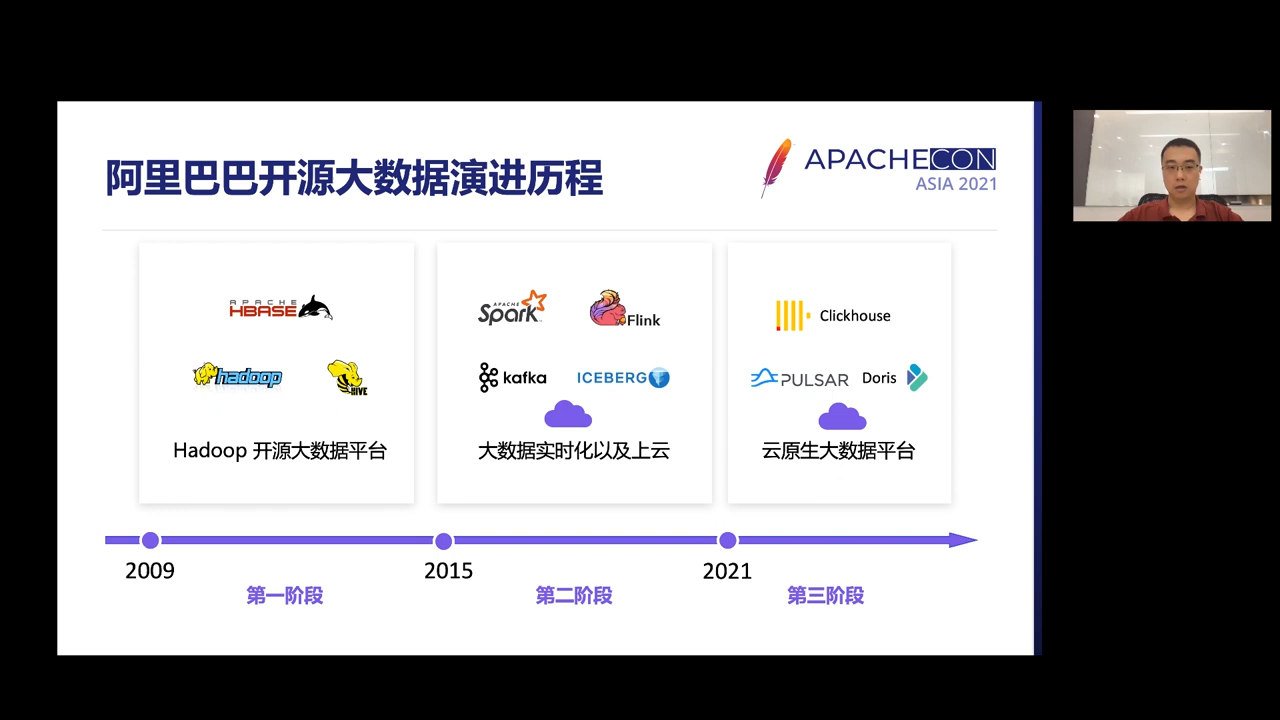 阿里巴巴开源大数据演进历程
APACHECON
ASIA 2021
APACHE
HBASE
hadoop
HIVE
Hadoop 开源大数据平台
APACHE
Spark
Flink
kafka
ICEBERG
大数据实时化以及上云
Clickhouse
PULSAR
Doris
云原生大数据平台
2009
2015
2021
第一阶段
第二阶段
第三阶段